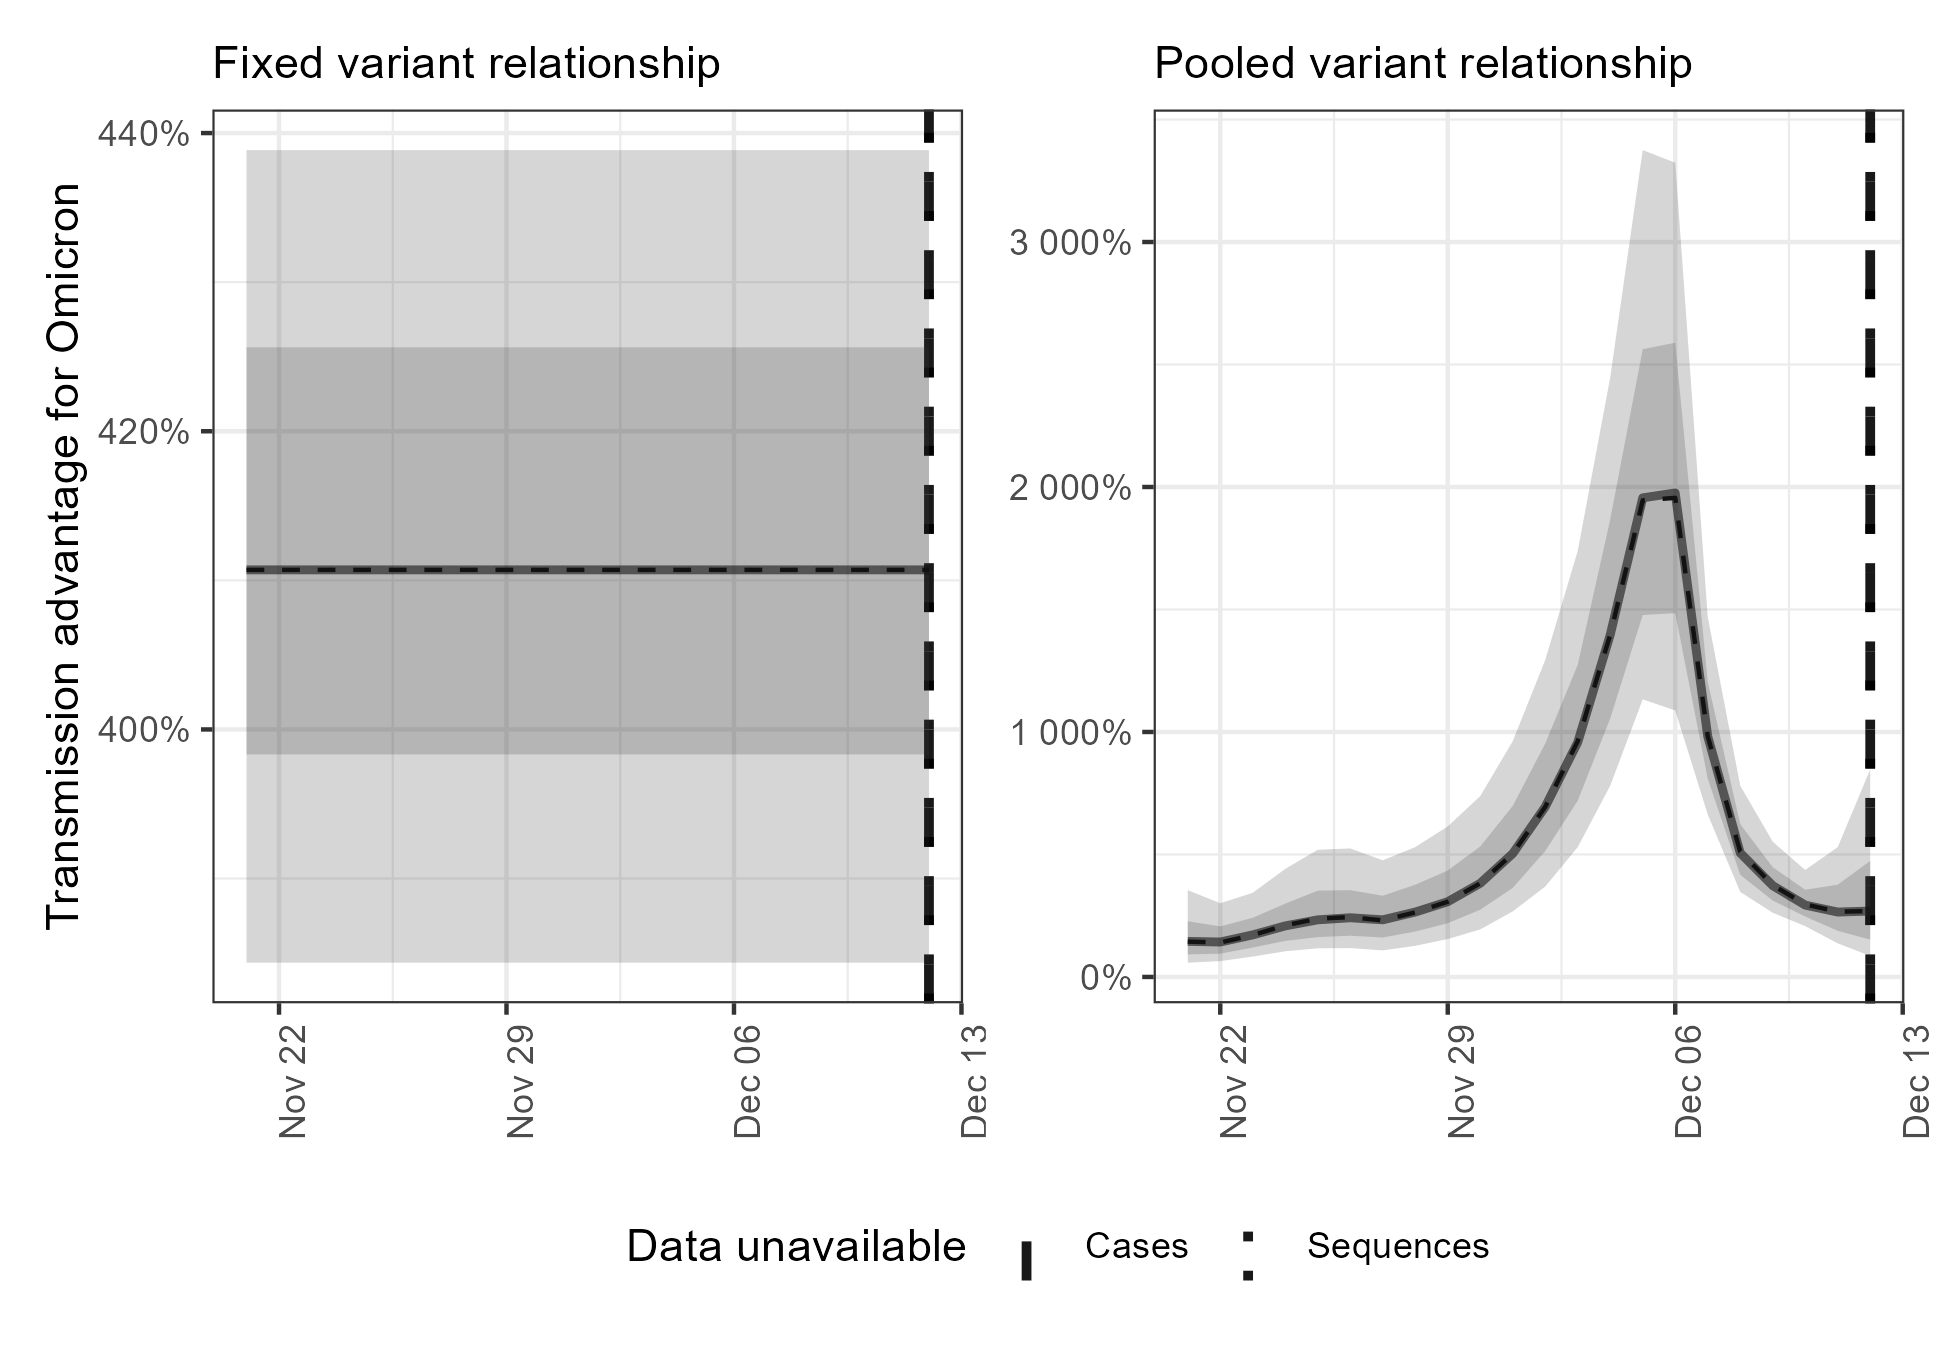 Fixed variant relationship
Pooled variant relationship
Transmission advantage for Omicron
440%
420%
400%
3 000%
2 000%
1 000%
0%
Nov 22
Nov 29
Dec 06
Dec 13
Nov 22
Nov 29
Dec 06
Dec 13
Data unavailable Cases Sequences